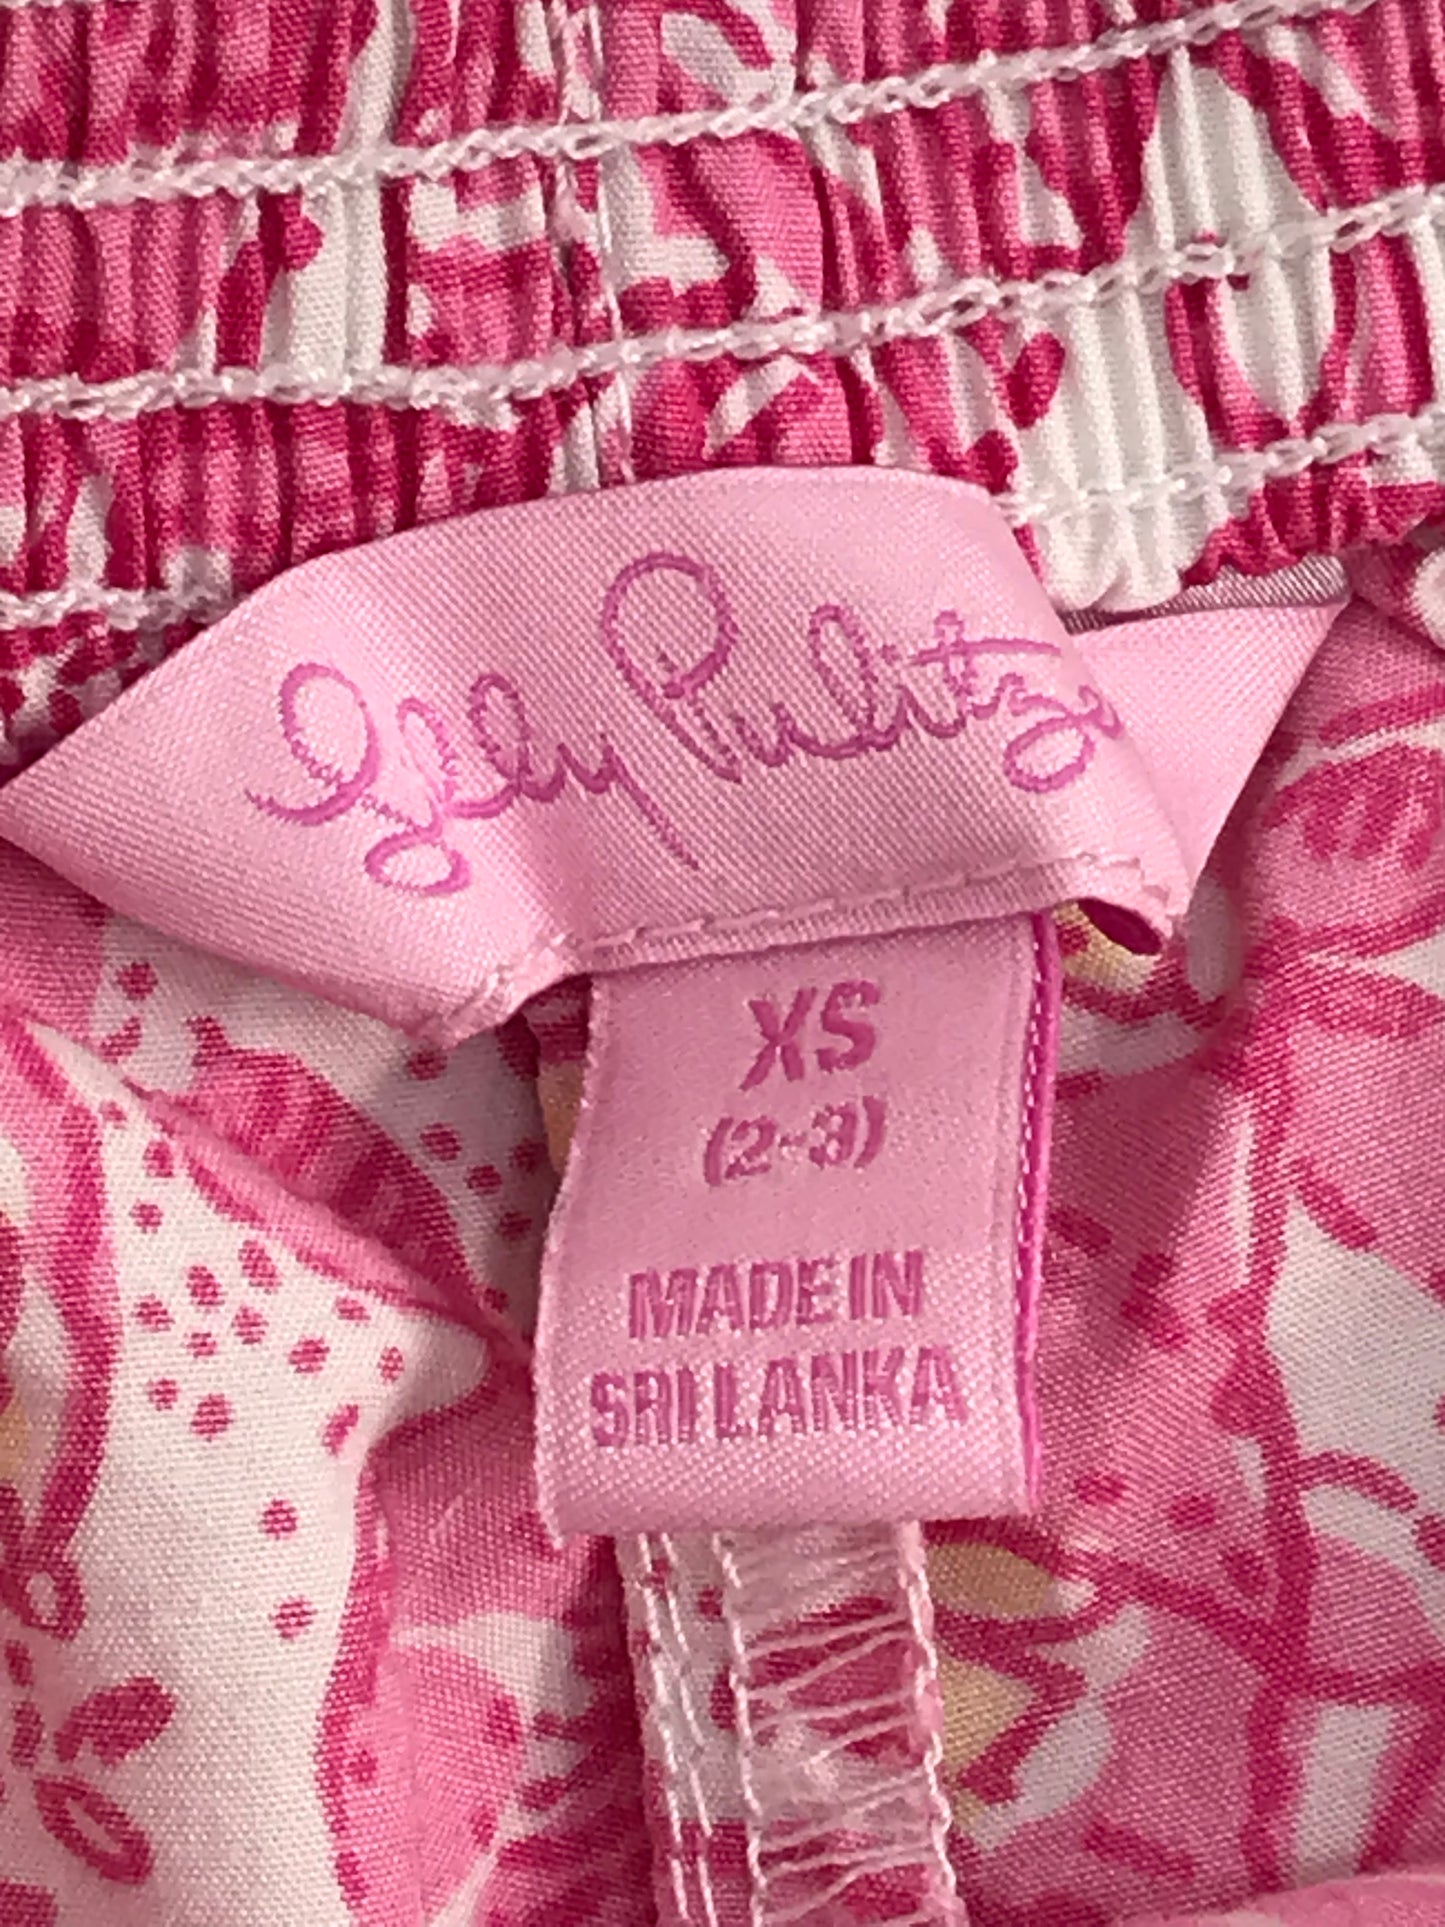 Lilly Pulitzer
XS
(2-3)
MADE IN
SRI LANKA